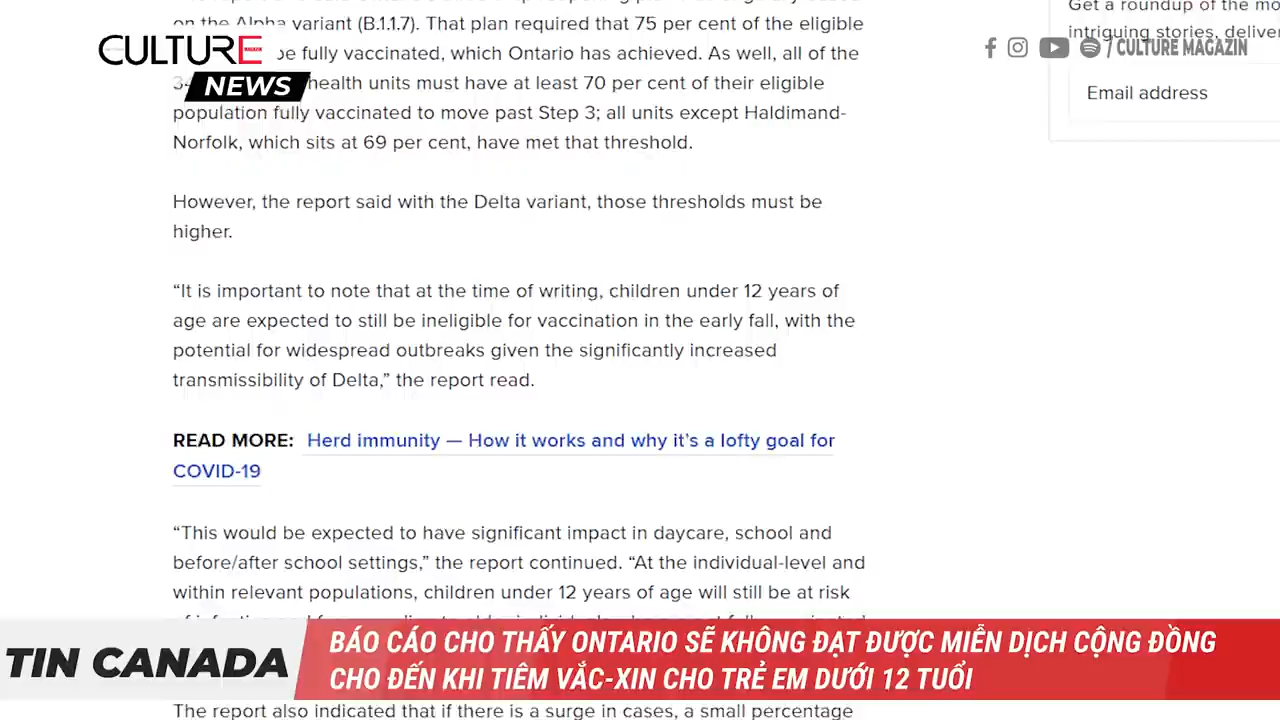 on the Alpha variant (B.1.1.7). That plan required that 75 per cent of the eligible
be fully vaccinated, which Ontario has achieved. As well, all of the
health units must have at least 70 per cent of their eligible
population fully vaccinated to move past Step 3; all units except Haldimand-
Norfolk, which sits at 69 per cent, have met that threshold.
However, the report said with the Delta variant, those thresholds must be
higher.
“It is important to note that at the time of writing, children under 12 years of
age are expected to still be ineligible for vaccination in the early fall, with the
potential for widespread outbreaks given the significantly increased
transmissibility of Delta,” the report read.
READ MORE: Herd immunity — How it works and why it’s a lofty goal for
COVID-19
“This would be expected to have significant impact in daycare, school and
before/after school settings,” the report continued. “At the individual-level and
within relevant populations, children under 12 years of age will still be at risk
The report also indicated that if there is a surge in cases, a small percentage
CULTURE
NEWS
/ CULTURE MAGAZIN
Get a roundup of the mo
intriguing stories, deliver
Email address
TIN CANADA
BÁO CÁO CHO THẤY ONTARIO SẼ KHÔNG ĐẠT ĐƯỢC MIỄN DỊCH CỘNG ĐỒNG
CHO ĐẾN KHI TIÊM VẮC-XIN CHO TRẺ EM DƯỚI 12 TUỔI